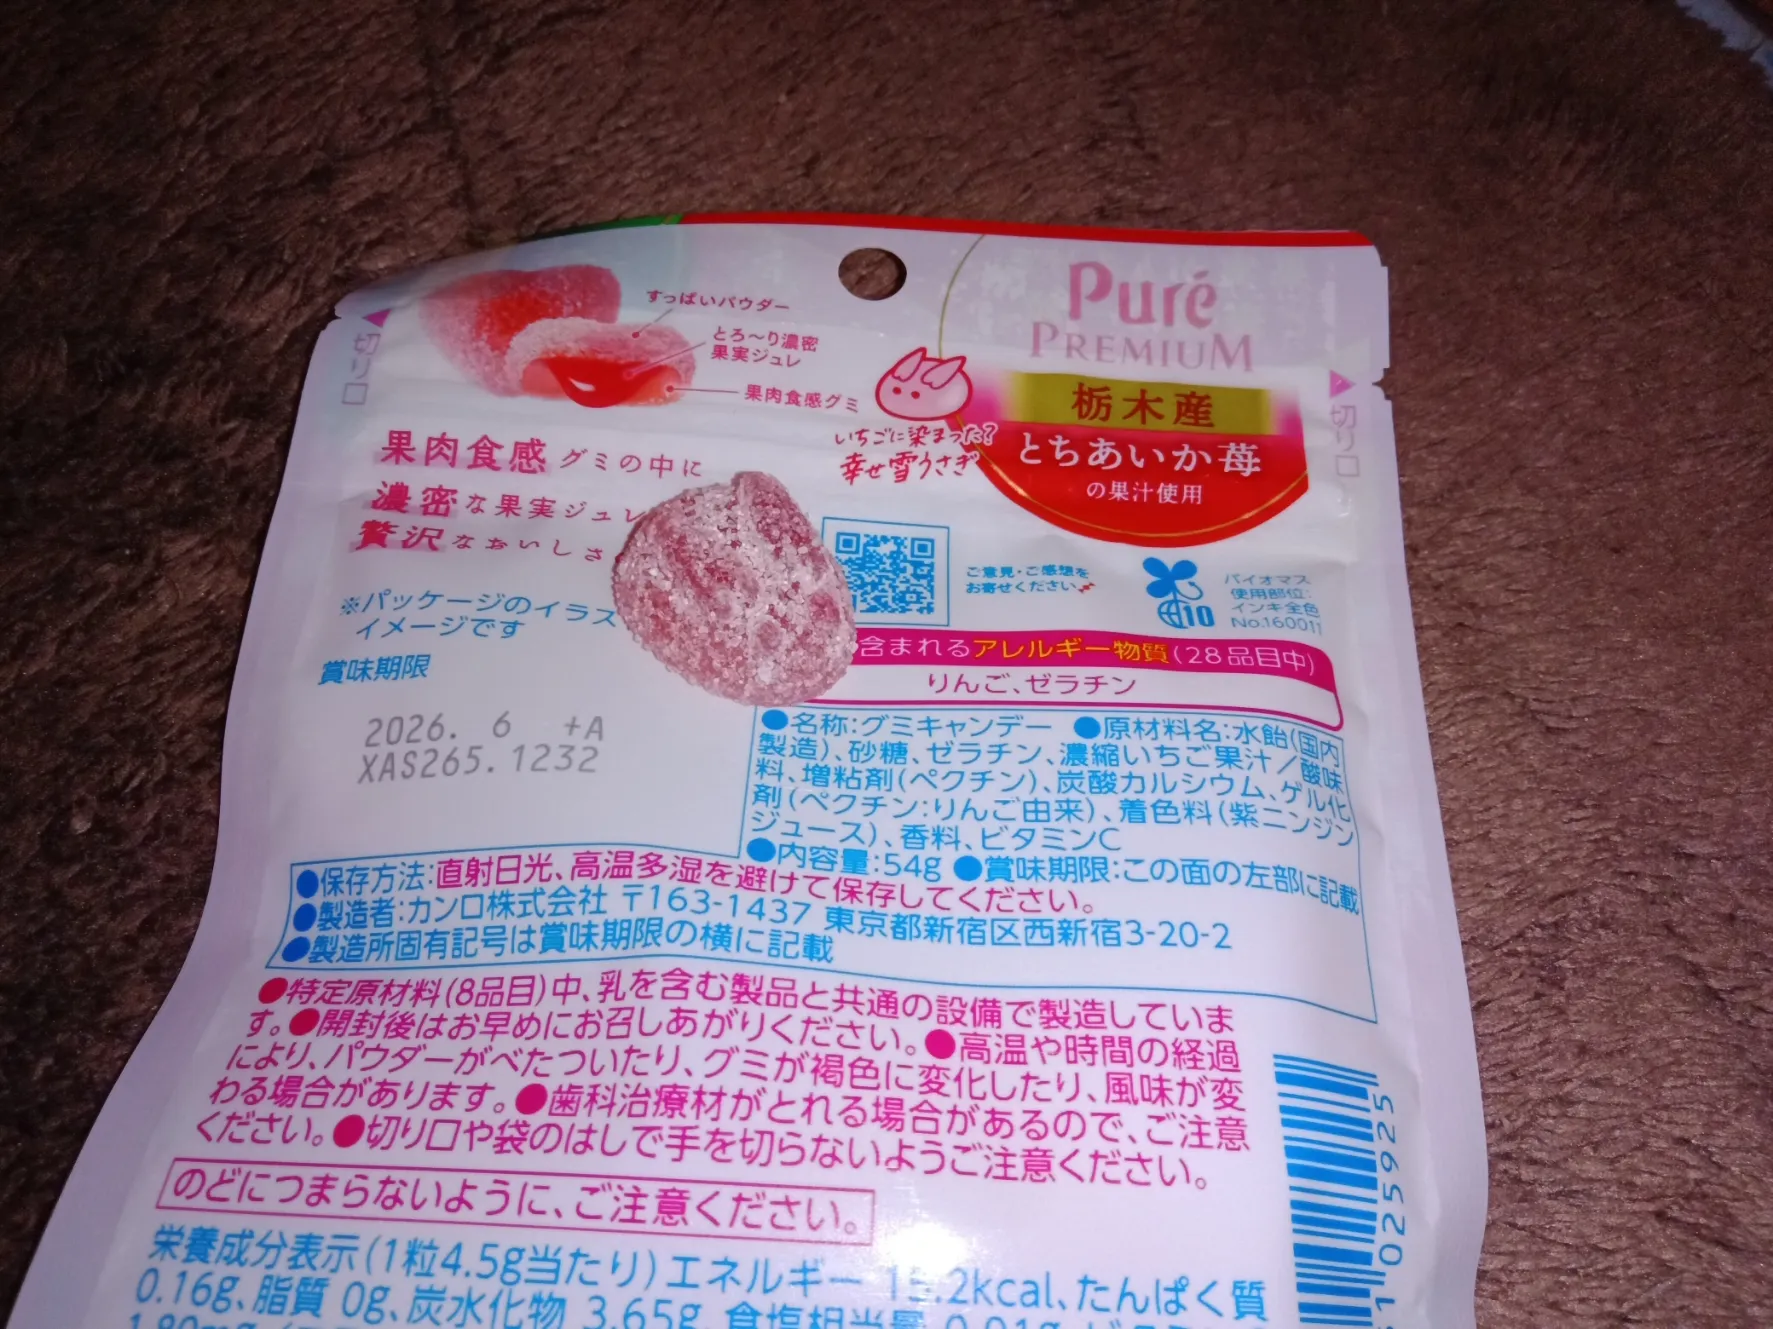 すっぱいパウダー
とろ〜り濃密
果実ジュレ
果肉食感グミ
切り口
果肉食感グミの中に
濃密な果実ジュレ
贅沢なおいしさ
※パッケージのイラス
イメージです
賞味期限
2026. 6 +A
XAS265.1232
Puré
PREMIUM
栃木産
とちあいか苺
の果汁使用
切り口
いちごに染まった?
幸せ雪うさぎ
ご意見・ご感想を
お寄せください
10
バイオマス
使用部位:
インキ全色
No.160011
含まれるアレルギー物質(28品目中)
りんご、ゼラチン
●名称:グミキャンデー ●原材料名:水飴(国内
製造)、砂糖、ゼラチン、濃縮いちご果汁/酸味
料、増粘剤(ペクチン)、炭酸カルシウム、ゲル化
剤(ペクチン:りんご由来)、着色料(紫ニンジン
ジュース)、香料、ビタミンC
●内容量:54g ●賞味期限:この面の左部に記載
●保存方法:直射日光、高温多湿を避けて保存してください。
●製造者:カンロ株式会社 〒163-1437 東京都新宿区西新宿3-20-2
●製造所固有記号は賞味期限の横に記載
●特定原材料(8品目)中、乳を含む製品と共通の設備で製造していま
す。●開封後はお早めにお召しあがりください。●高温や時間の経過
により、パウダーがべたついたり、グミが褐色に変化したり、風味が変
わる場合があります。●歯科治療材がとれる場合があるので、ご注意
ください。●切り口や袋のはしで手を切らないようご注意ください。
のどにつまらないように、ご注意ください。
栄養成分表示(1粒4.5g当たり)エネルギー .2kcal、たんぱく質
0.16g、脂質 0g、炭水化物 3.65g、食塩相当量 0.01g
025925